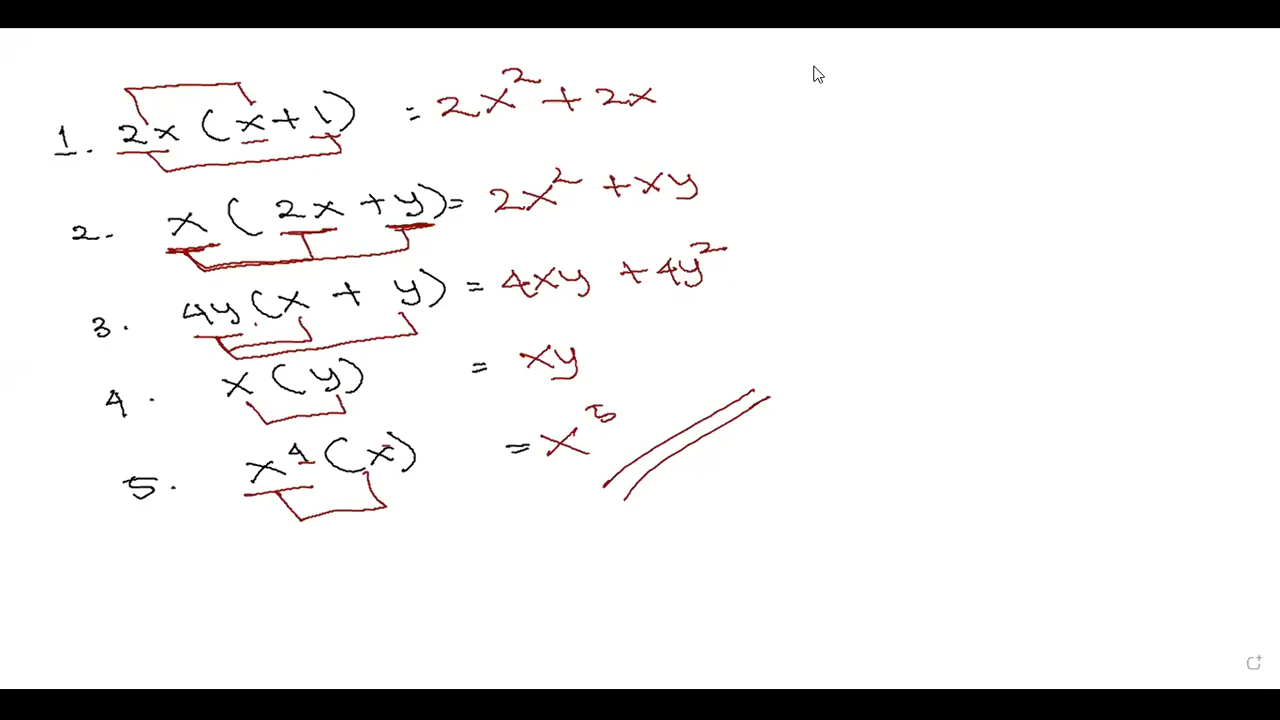 1. 2x (x+1) = 2x² + 2x
2. x (2x + y) = 2x² + xy
3. 4y (x + y) = 4xy + 4y²
4. x (y) = xy
5. x⁴ (x) = x⁵